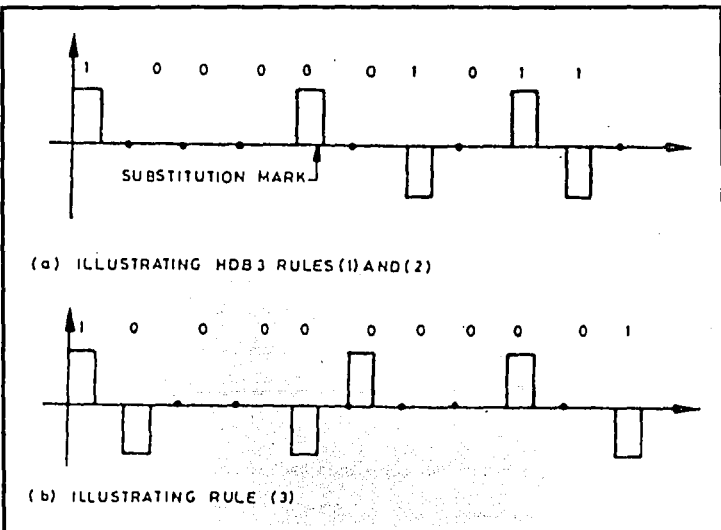 1 0 0 0 0 0 1 0 1 1
SUBSTITUTION MARK
(a) ILLUSTRATING HDB3 RULES(1)AND(2)
1 0 0 0 0 0 0 0 0 0 1
(b) ILLUSTRATING RULE (3)